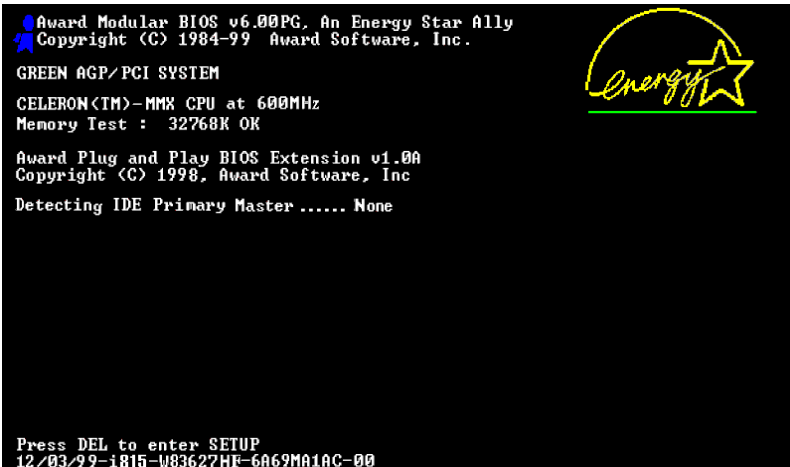 Award Modular BIOS v6.00PG, An Energy Star Ally
Copyright (C) 1984-99 Award Software, Inc.
energy
GREEN AGP/PCI SYSTEM
CELERON(TM)-MMX CPU at 600MHz
Memory Test : 32768K OK
Award Plug and Play BIOS Extension v1.0A
Copyright (C) 1998, Award Software, Inc
Detecting IDE Primary Master ...... None
Press DEL to enter SETUP
12/03/99-i815-W83627HF-6A69MA1AC-00